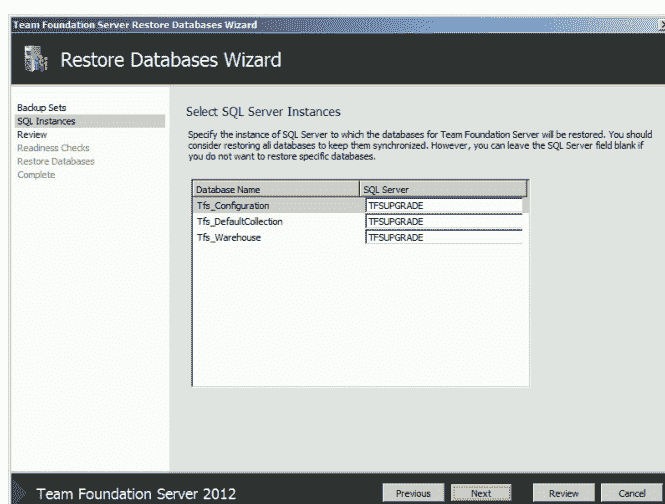 Team Foundation Server Restore Databases Wizard
Restore Databases Wizard
Backup Sets
SQL Instances
Review
Readiness Checks
Restore Databases
Complete
Select SQL Server Instances
Specify the instance of SQL Server to which the databases for Team Foundation Server will be restored. You should
consider restoring all databases to keep them synchronized. However, you can leave the SQL Server field blank if
you do not want to restore specific databases.
Database Name SQL Server
Tfs_Configuration TFSUPGRADE
Tfs_DefaultCollection TFSUPGRADE
Tfs_Warehouse TFSUPGRADE
Team Foundation Server 2012 Previous Next Review Cancel